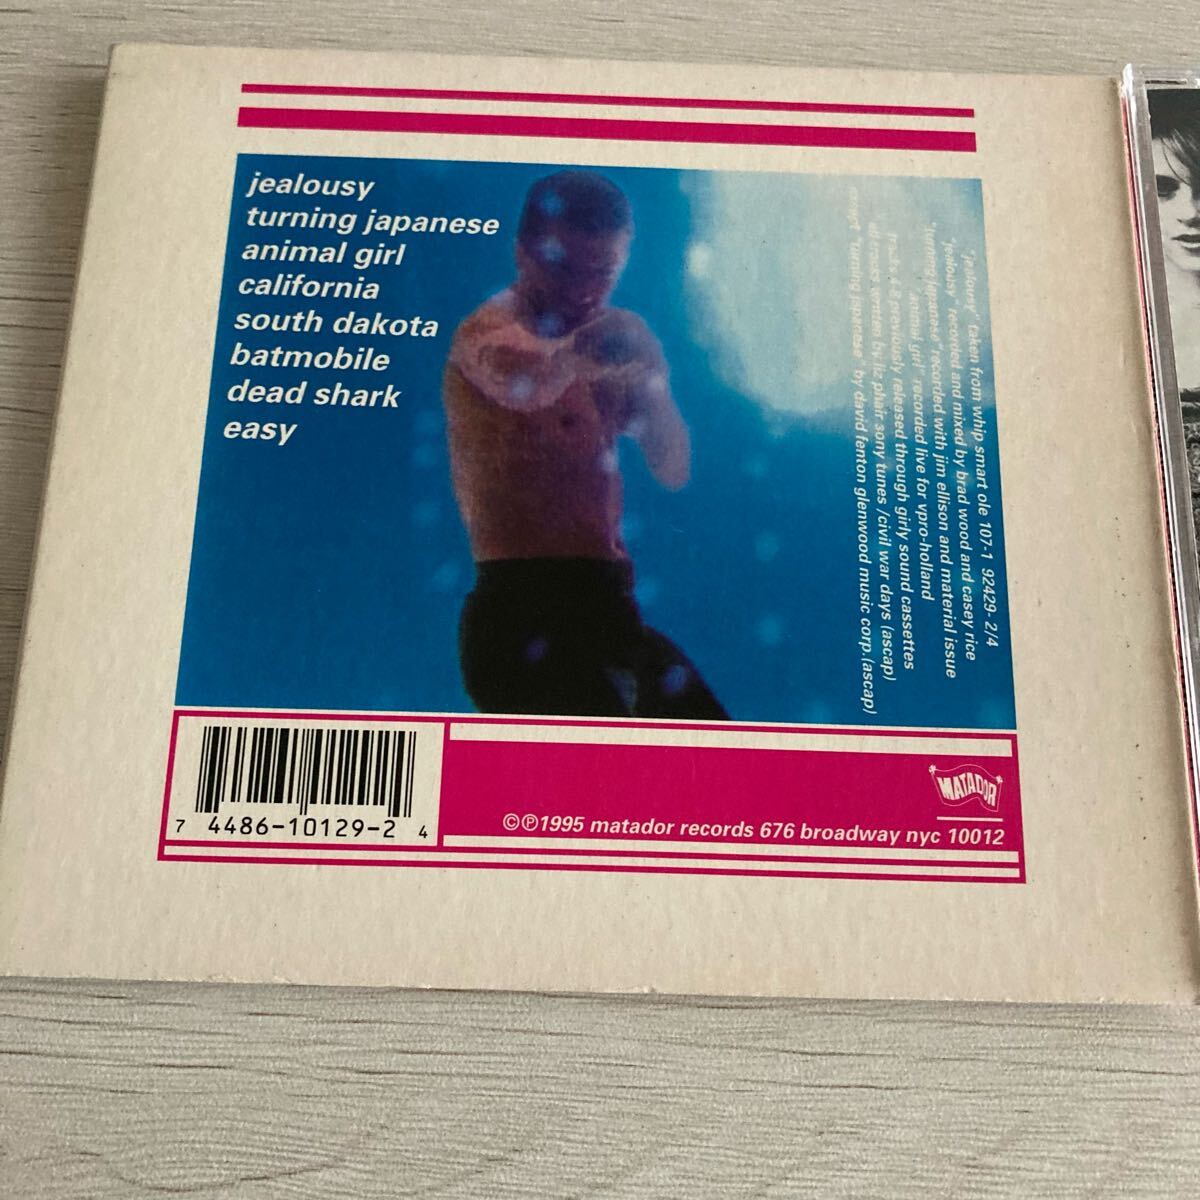 jealousy
turning japanese
animal girl
california
south dakota
batmobile
dead shark
easy
"jealousy" taken from whip smart ole 107-1 92429- 2/4
"jealousy" recorded and mixed by brad wood and casey rice
"turning japanese" recorded with jim ellison and material issue
"animal girl" recorded live for vpro-holland
tracks 4-8 previously released through girly sound cassettes
all tracks written by liz phair sony tunes /civil war days (ascap)
except "turning japanese" by david fenton glenwood music corp.(ascap)
7 4486-10129-2 4
MATADOR
©℗1995 matador records 676 broadway nyc 10012